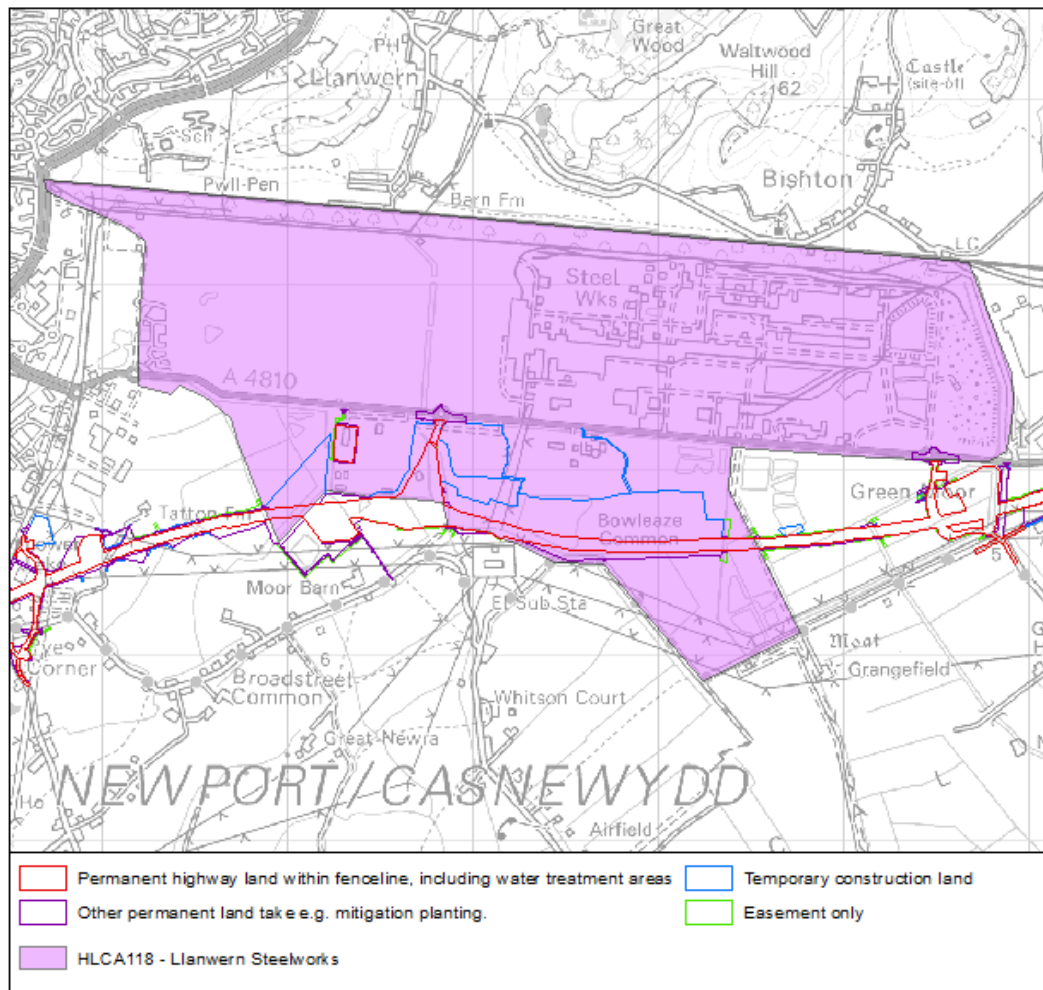 PH
Great
Wood
Waltwood
Hill
162
Castle
(site of)
Llanwern
Sch
Pwll-Pen
Barn Fm
Bishton
LC
Steel
Wks
A 4810
Green Moor
Tatton Fm
Bowleaze
Common
5
Moor Barn
El Sub Sta
Moat
Grangefield
Corner
6
Broadstreet
Common
Whitson Court
Great Newra
NEWPORT / CASNEWYDD
Ho
3
Airfield
Permanent highway land within fenceline, including water treatment areas
Temporary construction land
Other permanent land take e.g. mitigation planting.
Easement only
HLCA118 - Llanwern Steelworks